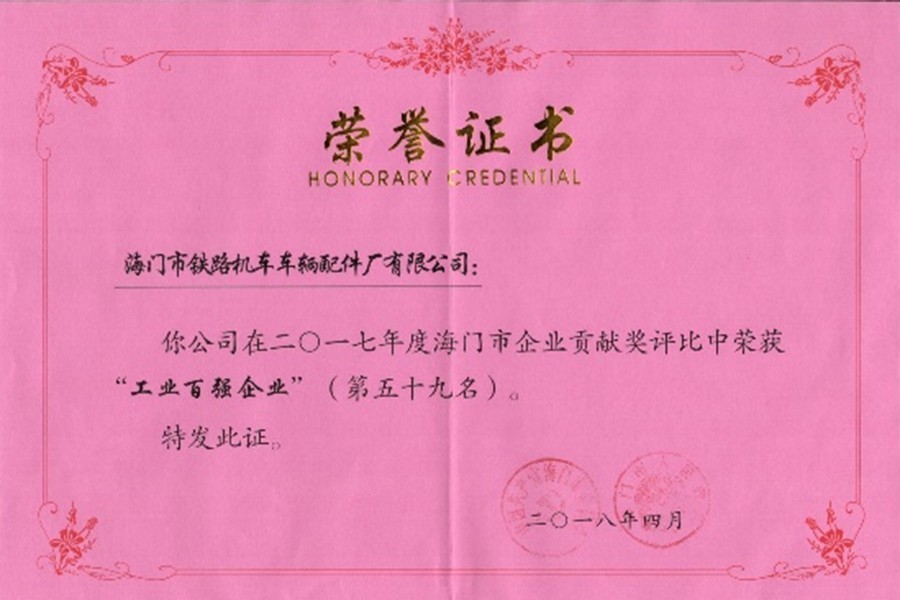 荣誉证书
HONORARY CREDENTIAL
海门市铁路机车车辆配件厂有限公司：
你公司在二〇一七年度海门市企业贡献奖评比中荣获
“工业百强企业”（第五十九名）。
特发此证。
二〇一八年四月